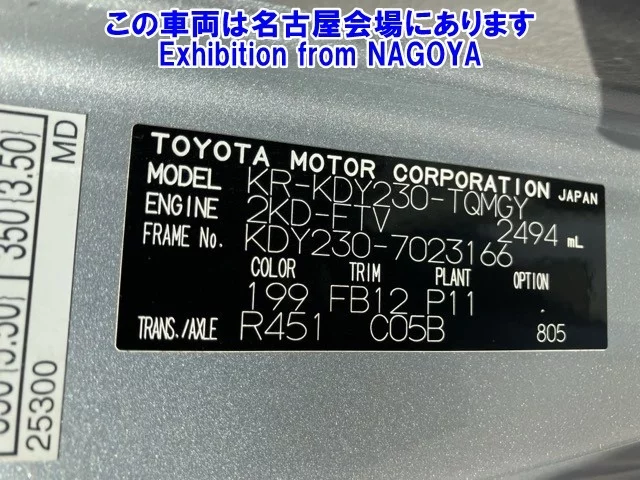 この車両は名古屋会場にあります
Exhibition from NAGOYA
TOYOTA MOTOR CORPORATION JAPAN
MODEL KR-KDY230-TQMGY
ENGINE 2KD-FTV 2494 mL
FRAME No. KDY230-7023166
COLOR TRIM PLANT OPTION
199 FB12 P11
TRANS./AXLE R451 C05B 805
350 (3.50)
MD
25300